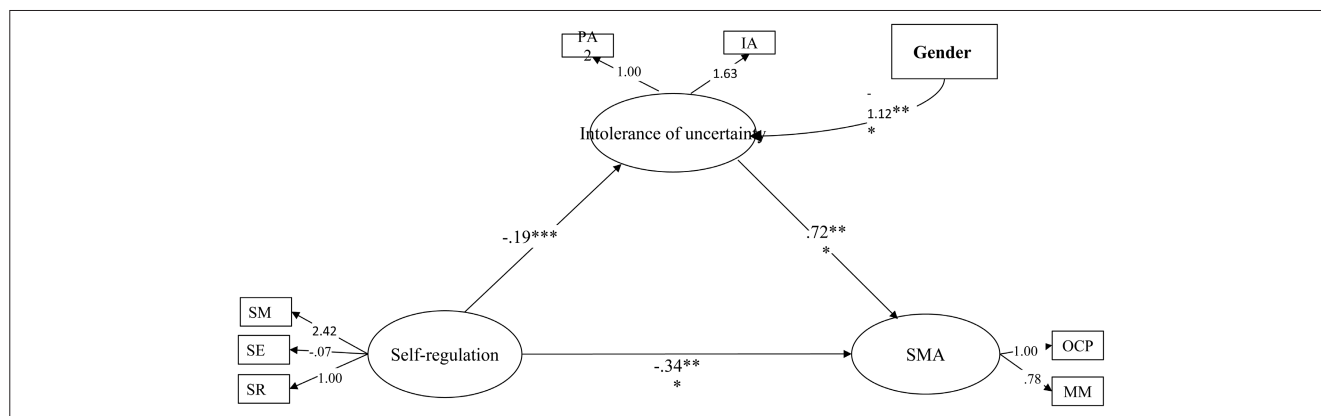 PA
2
IA
Gender
1.00
1.63
-
1.12**
*
Intolerance of uncertainty
-.19***
.72**
*
SM
2.42
SE
-.07
Self-regulation
SR
1.00
-.34**
*
SMA
1.00
OCP
.78
MM